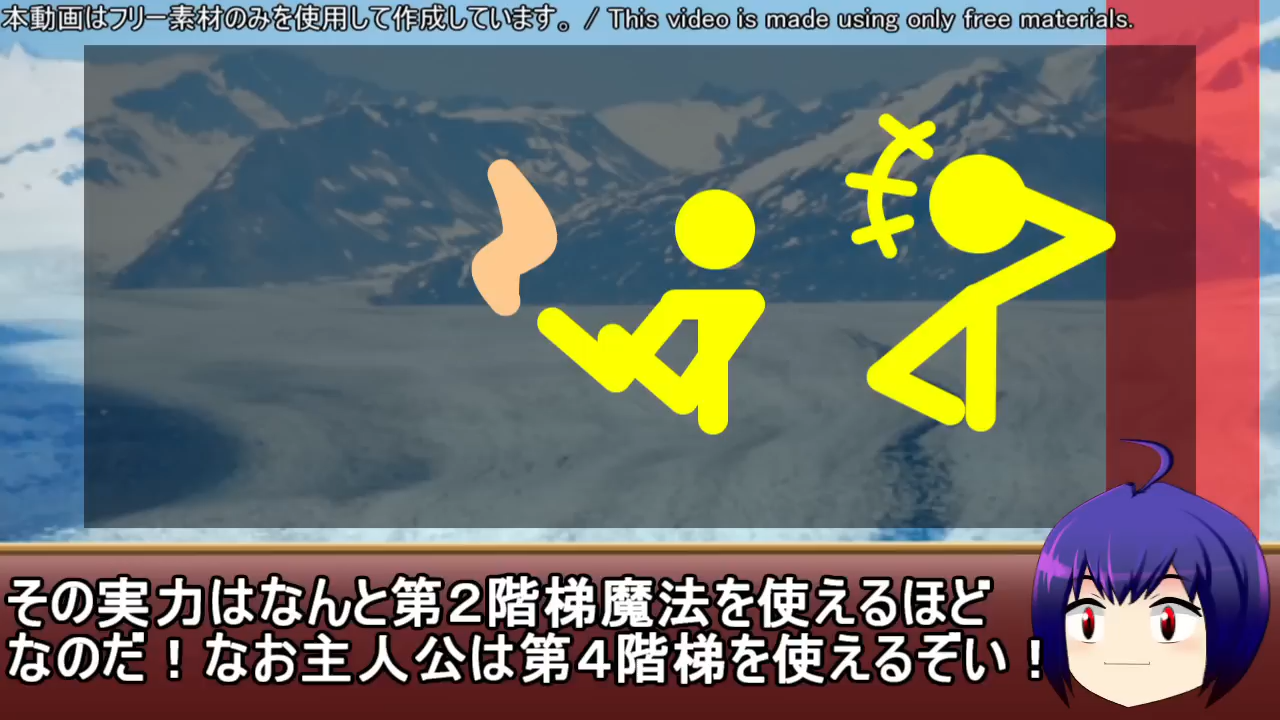 本動画はフリー素材のみを使用して作成しています。 / This video is made using only free materials.
その実力はなんと第２階梯魔法を使えるほど
なのだ！なお主人公は第４階梯を使えるぞい！